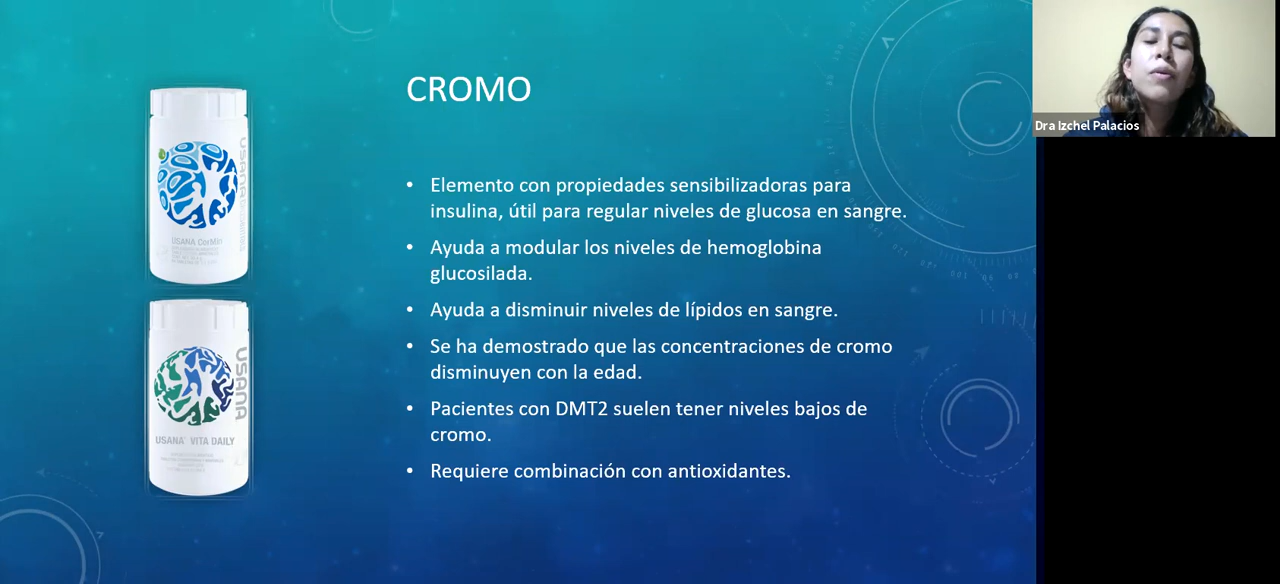 CROMO
Dra Izchel Palacios
• Elemento con propiedades sensibilizadoras para
insulina, útil para regular niveles de glucosa en sangre.
• Ayuda a modular los niveles de hemoglobina
glucosilada.
• Ayuda a disminuir niveles de lípidos en sangre.
• Se ha demostrado que las concentraciones de cromo
disminuyen con la edad.
• Pacientes con DMT2 suelen tener niveles bajos de
cromo.
• Requiere combinación con antioxidantes.
USANA
USANA CorMin
USANA
USANA® VITA DAILY